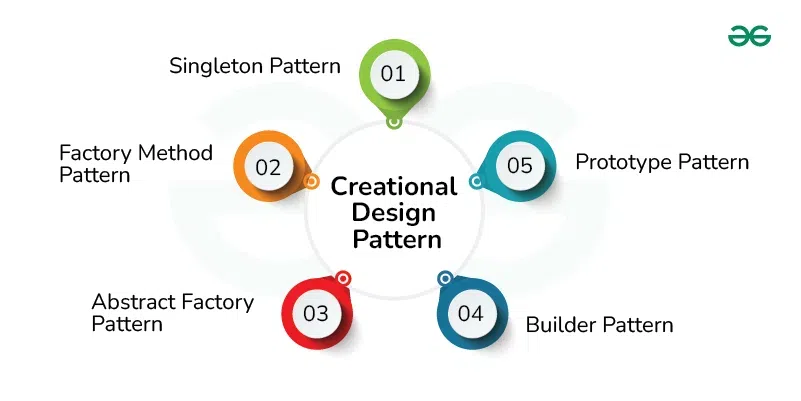 Singleton Pattern
01
Factory Method
Pattern
02
Abstract Factory
Pattern
03
04
Builder Pattern
05
Prototype Pattern
Creational
Design
Pattern